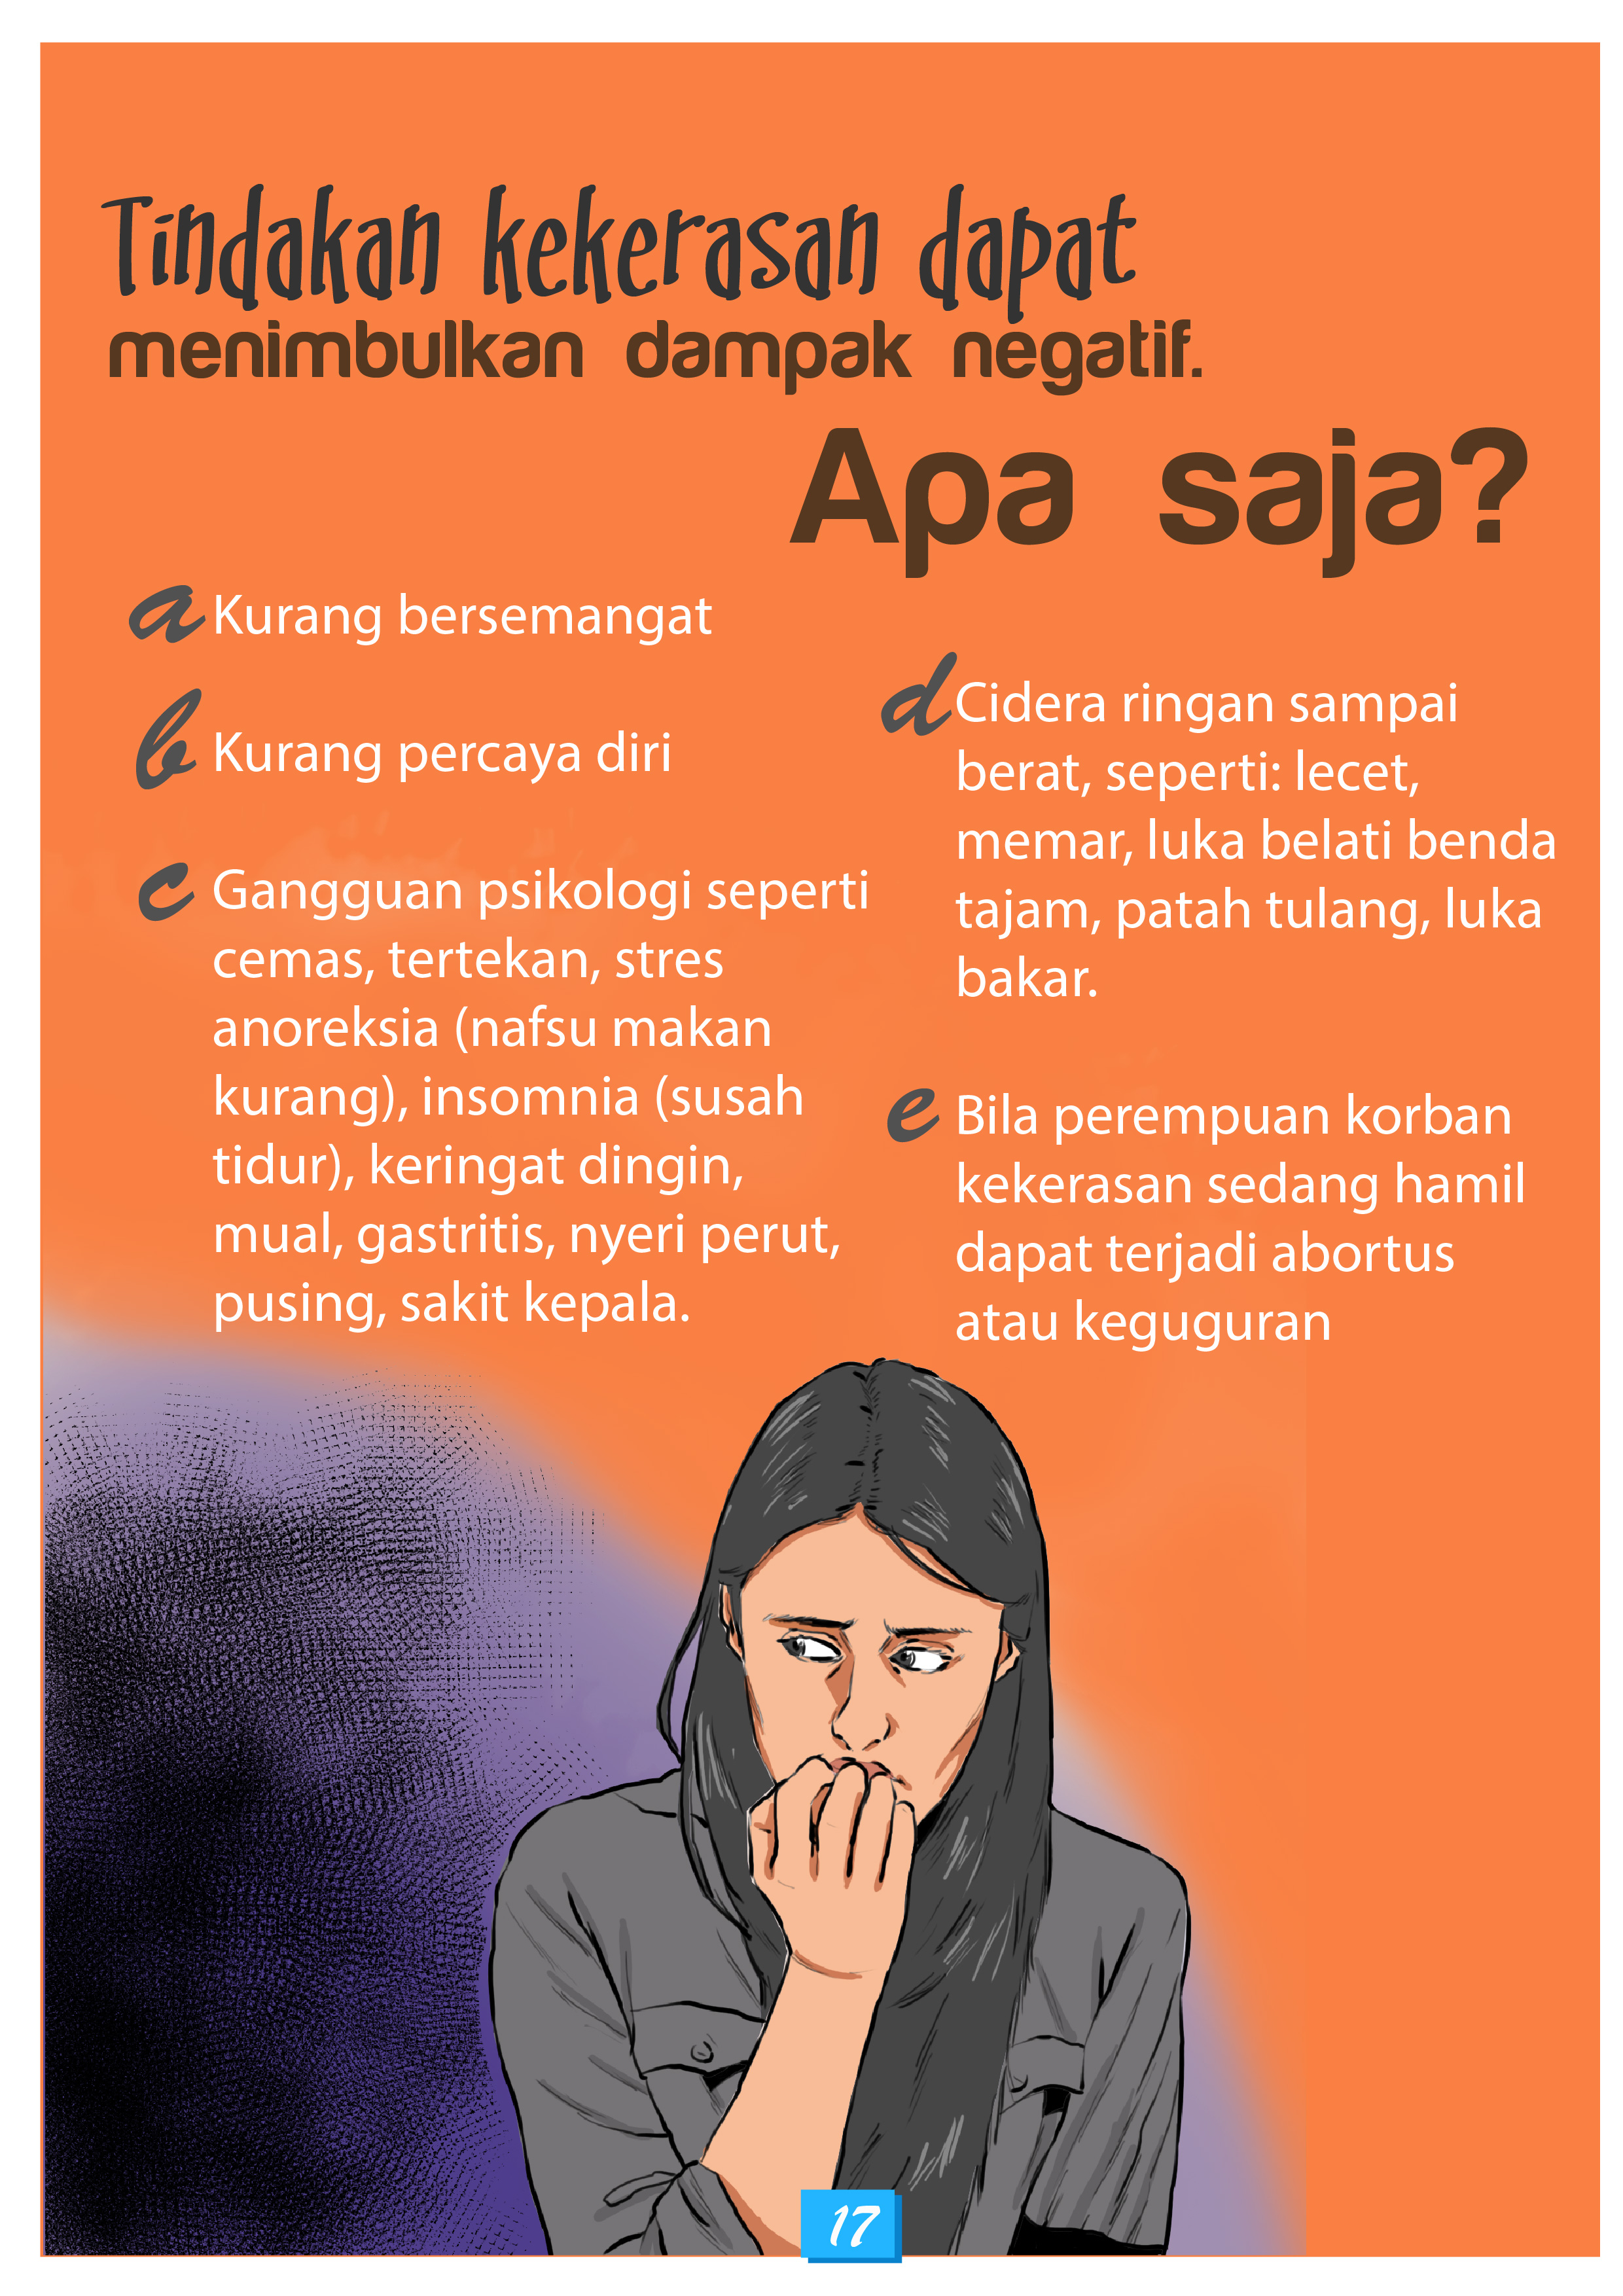 Tindakan kekerasan dapat
menimbulkan dampak negatif.
Apa saja?
a Kurang bersemangat
b Kurang percaya diri
c Gangguan psikologi seperti
cemas, tertekan, stres
anoreksia (nafsu makan
kurang), insomnia (susah
tidur), keringat dingin,
mual, gastritis, nyeri perut,
pusing, sakit kepala.
d Cidera ringan sampai
berat, seperti: lecet,
memar, luka belati benda
tajam, patah tulang, luka
bakar.
e Bila perempuan korban
kekerasan sedang hamil
dapat terjadi abortus
atau keguguran
17